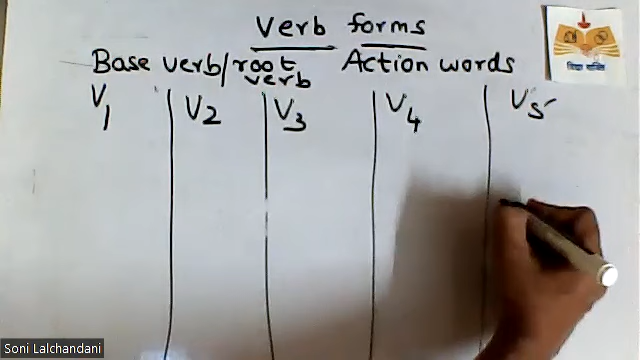 Verb forms
Base verb/root verb Action words
V1 V2 V3 V4 V5
Soni Lalchandani